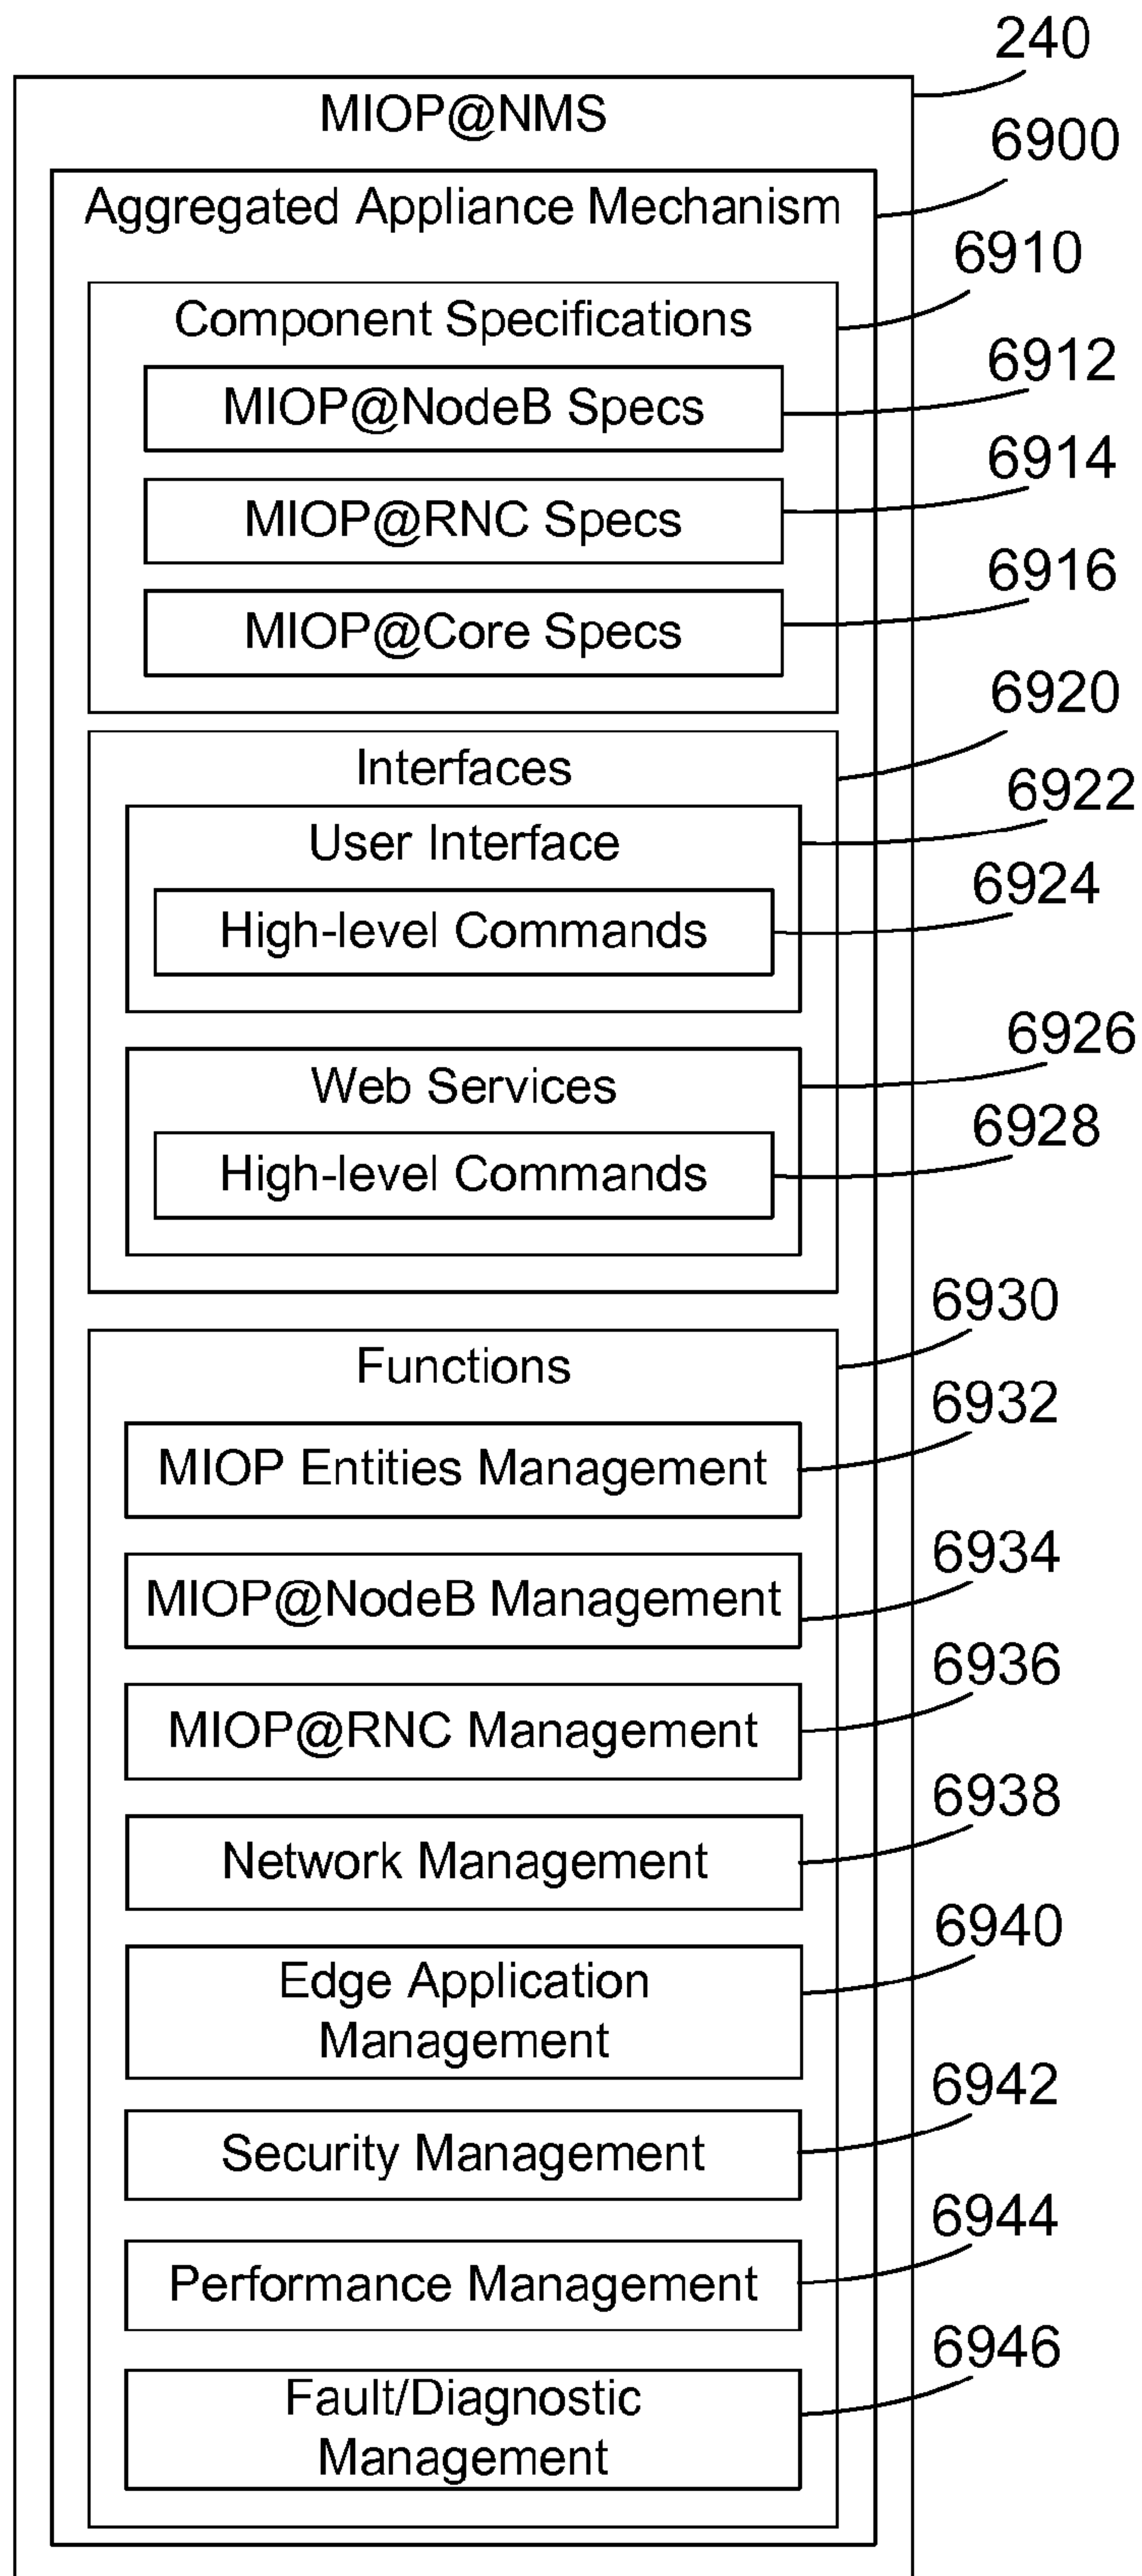 240
MIOP@NMS
6900
Aggregated Appliance Mechanism
6910
Component Specifications
6912
MIOP@NodeB Specs
6914
MIOP@RNC Specs
6916
MIOP@Core Specs
6920
Interfaces
6922
User Interface
6924
High-level Commands
6926
Web Services
6928
High-level Commands
6930
Functions
6932
MIOP Entities Management
6934
MIOP@NodeB Management
6936
MIOP@RNC Management
6938
Network Management
6940
Edge Application
Management
6942
Security Management
6944
Performance Management
6946
Fault/Diagnostic
Management